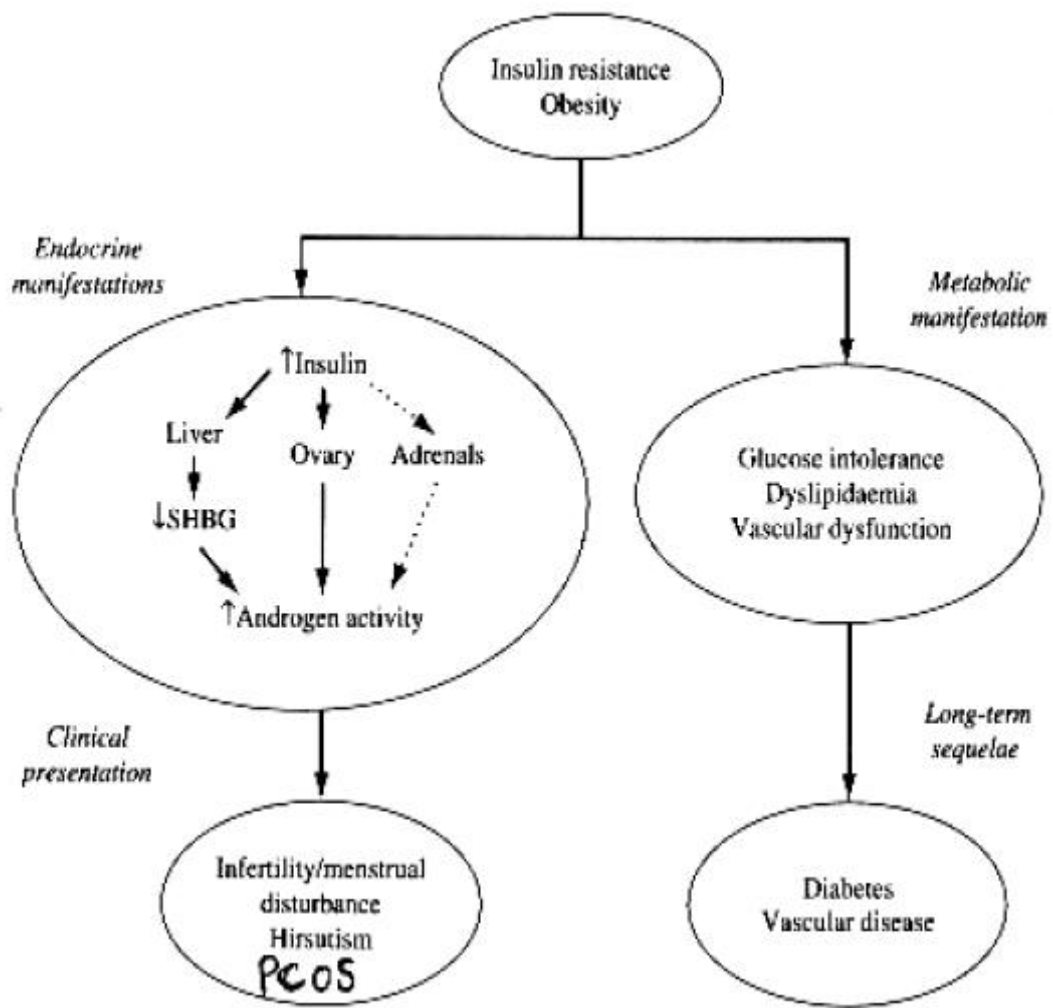 Insulin resistance
Obesity
Endocrine
manifestations
Metabolic
manifestation
↑Insulin
Liver
Ovary
Adrenals
↓SHBG
↑Androgen activity
Glucose intolerance
Dyslipidaemia
Vascular dysfunction
Clinical
presentation
Long-term
sequelae
Infertility/menstrual
disturbance
Hirsutism
PCOS
Diabetes
Vascular disease